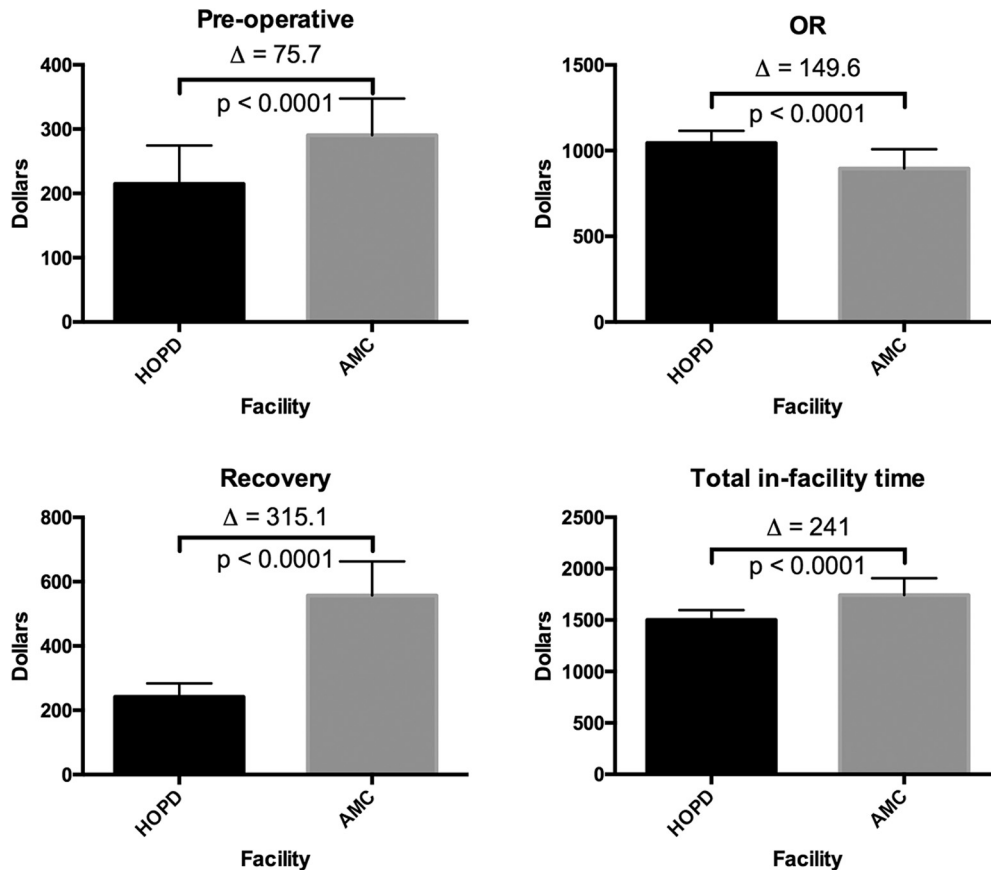 Pre-operative
Δ = 75.7
p < 0.0001
400
300
200
100
0
Dollars
HOPD
AMC
Facility
OR
Δ = 149.6
p < 0.0001
1500
1000
500
0
Dollars
HOPD
AMC
Facility
Recovery
Δ = 315.1
p < 0.0001
800
600
400
200
0
Dollars
HOPD
AMC
Facility
Total in-facility time
Δ = 241
p < 0.0001
2500
2000
1500
1000
500
0
Dollars
HOPD
AMC
Facility